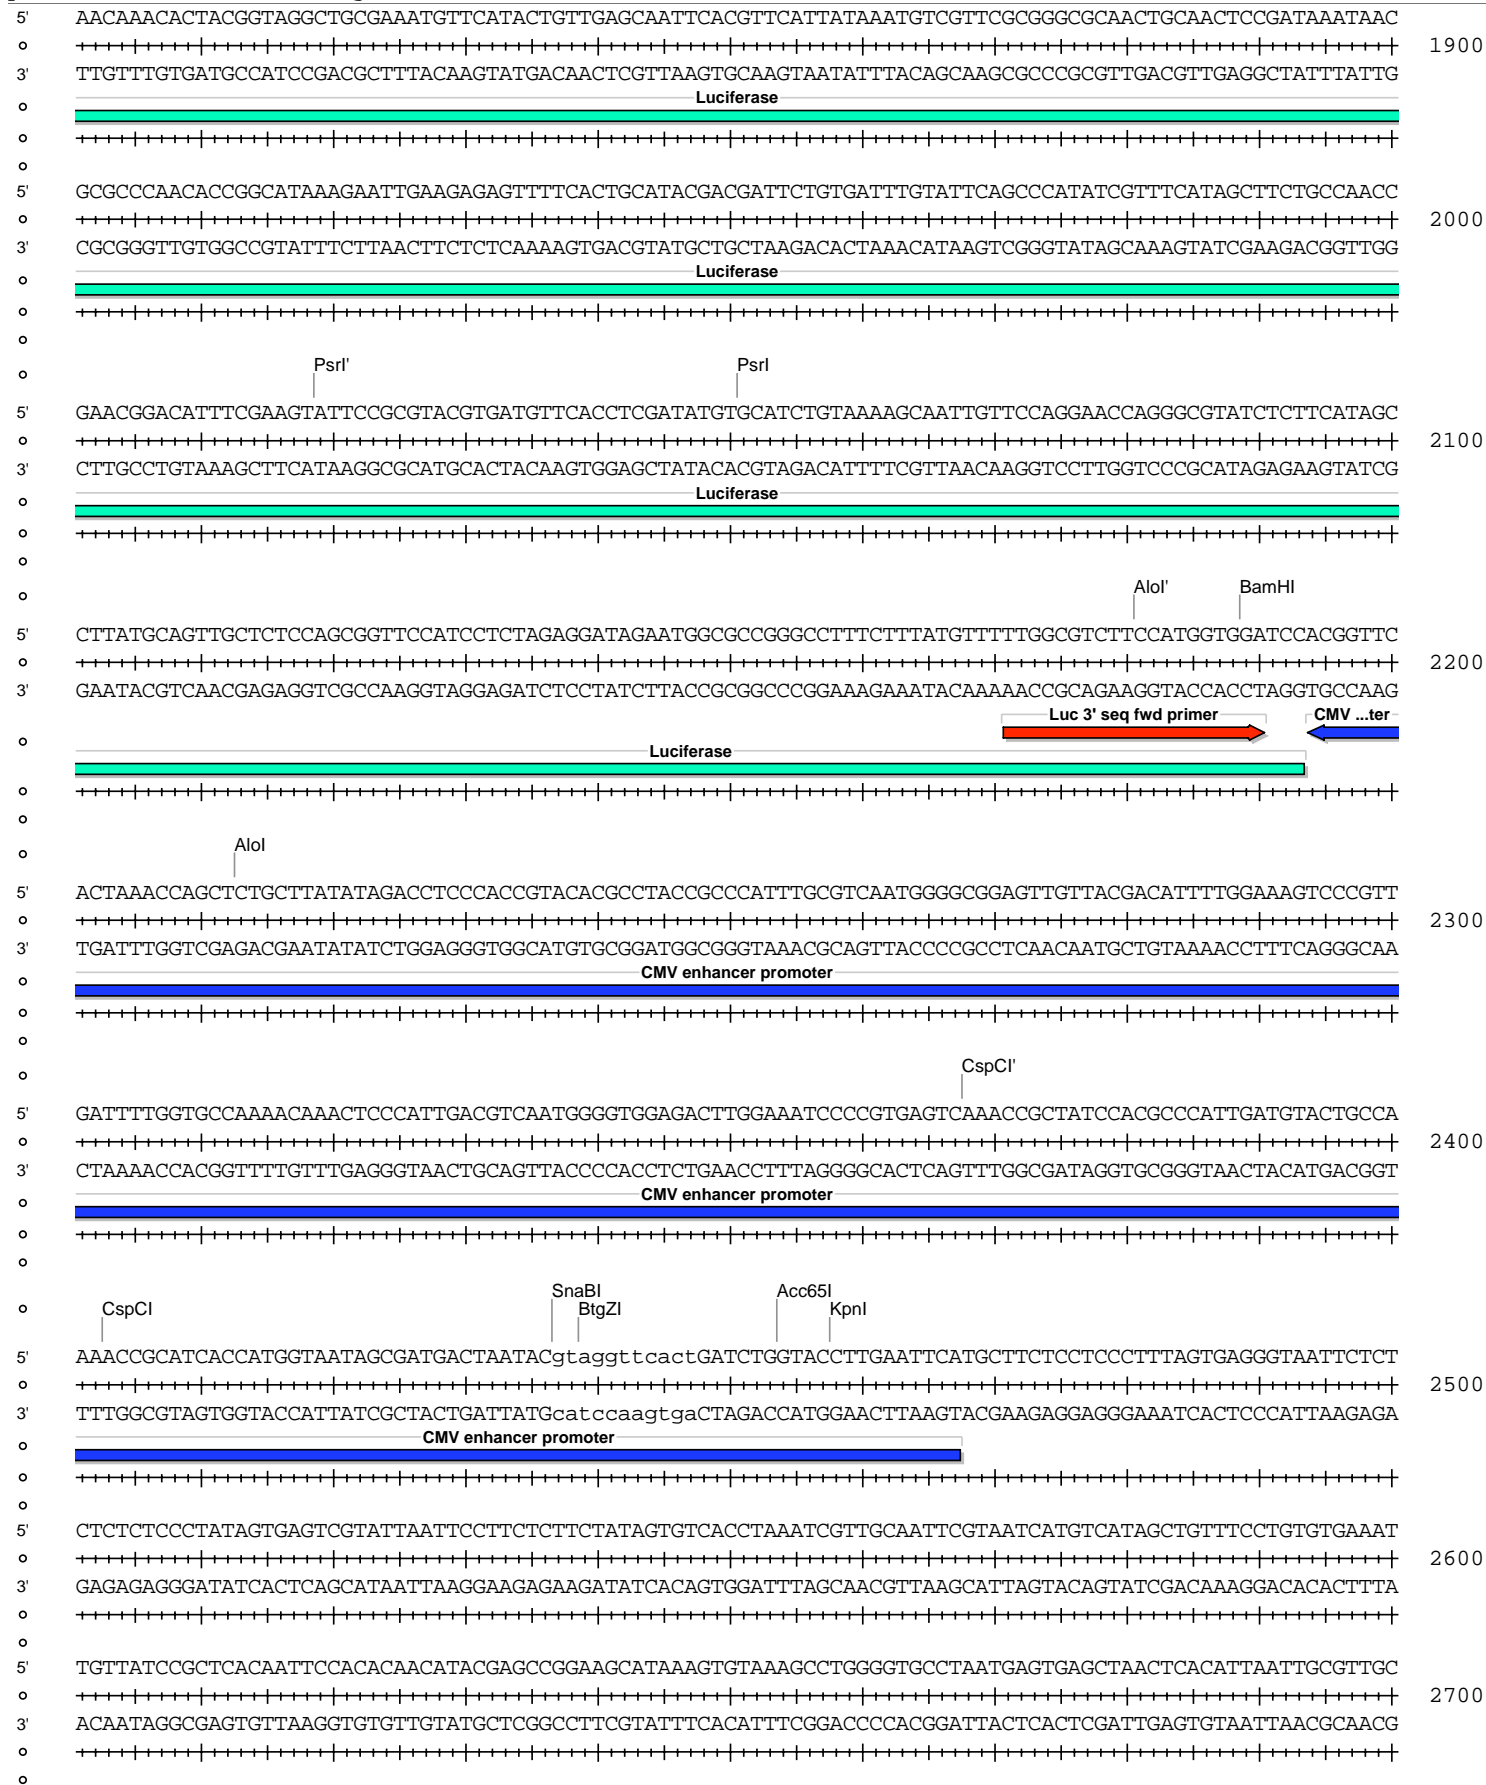 5' AACAAACACTACGGTAGGCTGCGAAATGTTCATACTGTTGAGCAATTCACGTTCATTATAAATGTCGTTCGCGGGCGCAACTGCAACTCCGATAAATAAC
1900
3' TTGTTTGTGATGCCATCCGACGCTTTACAAGTATGACAACTCGTTAAGTGCAAGTAATATTTACAGCAAGCGCCCGCGTTGACGTTGAGGCTATTTATTG
Luciferase
5' GCGCCCAACACCGGCATAAAGAATTGAAGAGAGTTTTCACTGCATACGACGATTCTGTGATTTGTATTCAGCCCATATCGTTTCATAGCTTCTGCCAACC
2000
3' CGCGGGTTGTGGCCGTATTTCTTAACTTCTCTCAAAAGTGACGTATGCTGCTAAGACACTAAACATAAGTCGGGTATAGCAAAGTATCGAAGACGGTTGG
Luciferase
PsrI' PsrI
5' GAACGGACATTTCGAAGTATTCCGCGTACGTGATGTTCACCTCGATATGTGCATCTGTAAAAGCAATTGTTCCAGGAACCAGGGCGTATCTCTTCATAGC
2100
3' CTTGCCTGTAAAGCTTCATAAGGCGCATGCACTACAAGTGGAGCTATACACGTAGACATTTTCGTTAACAAGGTCCTTGGTCCCGCATAGAGAAGTATCG
Luciferase
AloI' BamHI
5' CTTATGCAGTTGCTCTCCAGCGGTTCCATCCTCTAGAGGATAGAATGGCGCCGGGCCTTTCTTTATGTTTTTGGCGTCTTCCATGGTGGATCCACGGTTC
2200
3' GAATACGTCAACGAGAGGTCGCCAAGGTAGGAGATCTCCTATCTTACCGCGGCCCGGAAAGAAATACAAAAACCGCAGAAGGTACCACCTAGGTGCCAAG
Luc 3' seq fwd primer CMV ...ter
Luciferase
AloI
5' ACTAAACCAGCTCTGCTTATATAGACCTCCCACCGTACACGCCTACCGCCCATTTGCGTCAATGGGGCGGAGTTGTTACGACATTTTGGAAAGTCCCGTT
2300
3' TGATTTGGTCGAGACGAATATATCTGGAGGGTGGCATGTGCGGATGGCGGGTAAACGCAGTTACCCCGCCTCAACAATGCTGTAAAACCTTTCAGGGCAA
CMV enhancer promoter
CspCI'
5' GATTTTGGTGCCAAAACAAACTCCCATTGACGTCAATGGGGTGGAGACTTGGAAATCCCCGTGAGTCAAACCGCTATCCACGCCCATTGATGTACTGCCA
2400
3' CTAAAACCACGGTTTTGTTTGAGGGTAACTGCAGTTACCCCACCTCTGAACCTTTAGGGGCACTCAGTTTGGCGATAGGTGCGGGTAACTACATGACGGT
CMV enhancer promoter
SnaBI Acc65I
CspCI BtgZI KpnI
5' AAACCGCATCACCATGGTAATAGCGATGACTAATACgtaggttcactGATCTGGTACCTTGAATTCATGCTTCTCCTCCCTTTAGTGAGGGTAATTCTCT
2500
3' TTTGGCGTAGTGGTACCATTATCGCTACTGATTATGcatccaagtgaCTAGACCATGGAACTTAAGTACGAAGAGGAGGGAAATCACTCCCATTAAGAGA
CMV enhancer promoter
5' CTCTCTCCCTATAGTGAGTCGTATTAATTCCTTCTCTTCTATAGTGTCACCTAAATCGTTGCAATTCGTAATCATGTCATAGCTGTTTCCTGTGTGAAAT
2600
3' GAGAGAGGGATATCACTCAGCATAATTAAGGAAGAGAAGATATCACAGTGGATTTAGCAACGTTAAGCATTAGTACAGTATCGACAAAGGACACACTTTA
5' TGTTATCCGCTCACAATTCCACACAACATACGAGCCGGAAGCATAAAGTGTAAAGCCTGGGGTGCCTAATGAGTGAGCTAACTCACATTAATTGCGTTGC
2700
3' ACAATAGGCGAGTGTTAAGGTGTGTTGTATGCTCGGCCTTCGTATTTCACATTTCGGACCCCACGGATTACTCACTCGATTGAGTGTAATTAACGCAACG